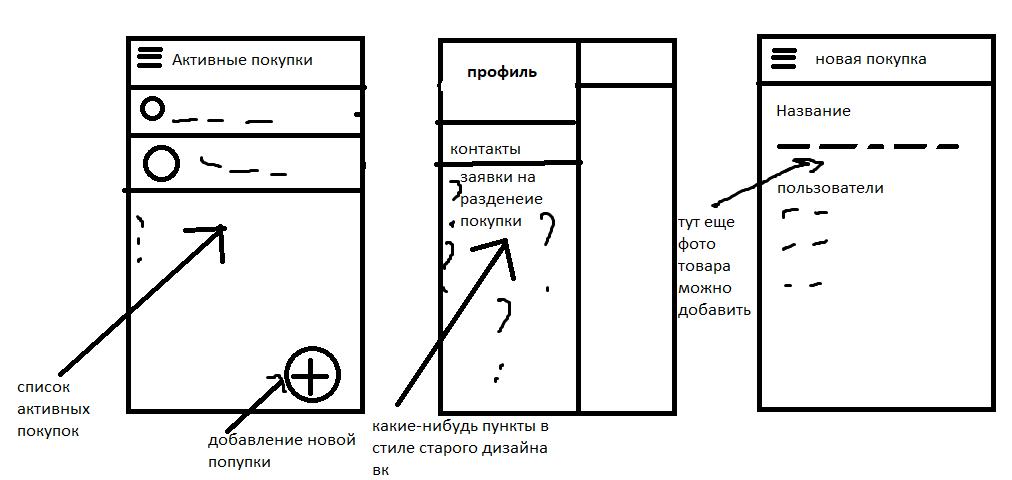 Активные покупки
список
активных
покупок
добавление новой
попупки
профиль
контакты
заявки на
разденеие
покупки
какие-нибудь пункты в
стиле старого дизайна
вк
новая покупка
Название
пользователи
тут еще
фото
товара
можно
добавить